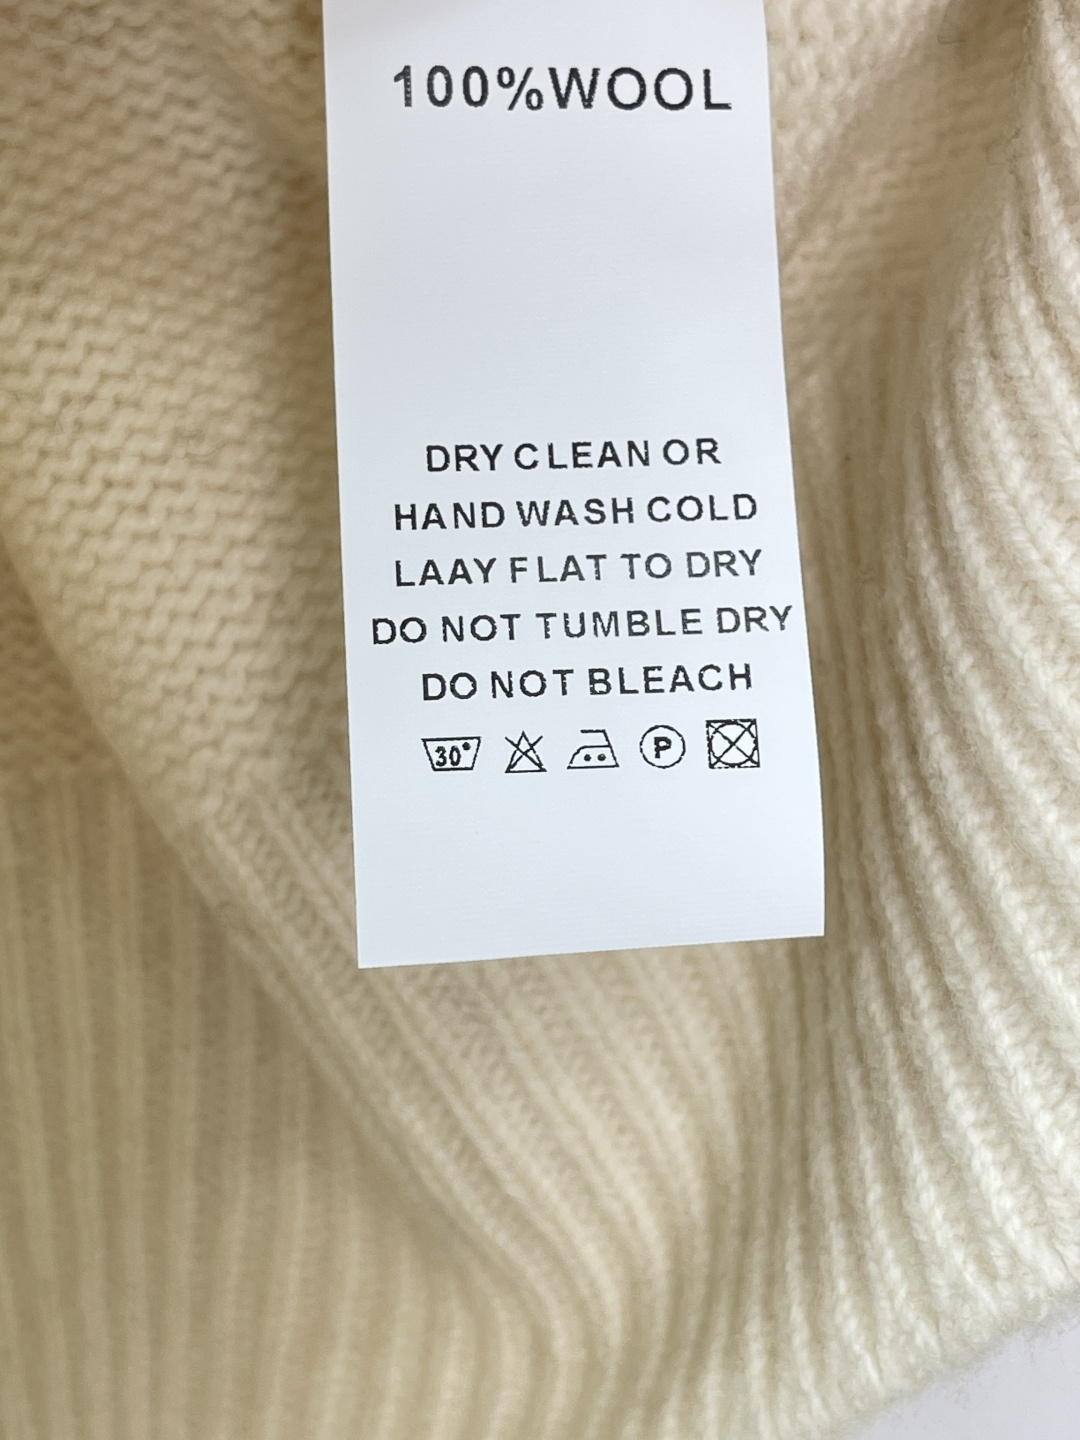 100%WOOL
DRY CLEAN OR
HAND WASH COLD
LAAY FLAT TO DRY
DO NOT TUMBLE DRY
DO NOT BLEACH
30° P